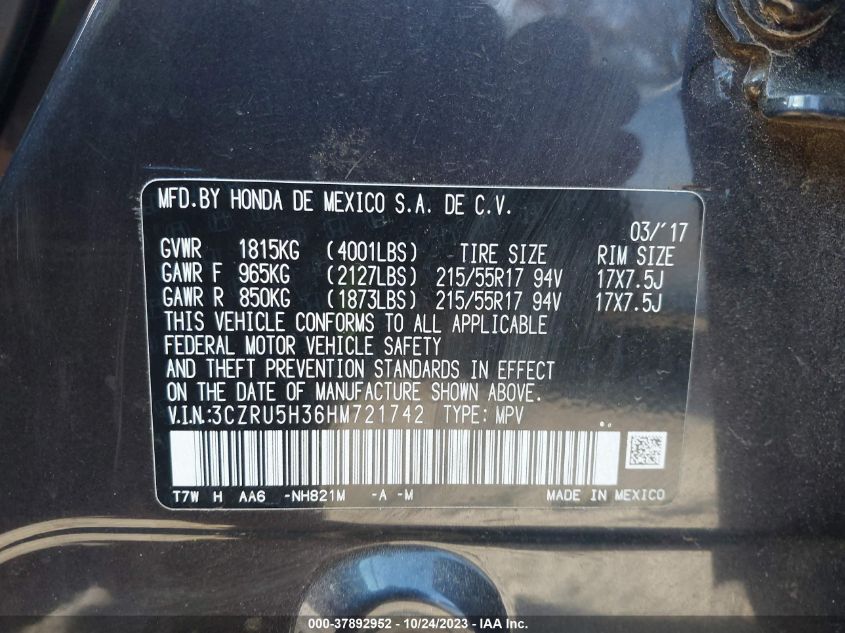 MFD.BY HONDA DE MEXICO S.A. DE C.V.
03/'17
GVWR 1815KG (4001LBS) TIRE SIZE RIM SIZE
GAWR F 965KG (2127LBS) 215/55R17 94V 17X7.5J
GAWR R 850KG (1873LBS) 215/55R17 94V 17X7.5J
THIS VEHICLE CONFORMS TO ALL APPLICABLE
FEDERAL MOTOR VEHICLE SAFETY
AND THEFT PREVENTION STANDARDS IN EFFECT
ON THE DATE OF MANUFACTURE SHOWN ABOVE.
V.I.N.:3CZRU5H36HM721742 TYPE: MPV
T7W H AA6 -NH821M -A -M MADE IN MEXICO
000-37892952 - 10/24/2023 - IAA Inc.